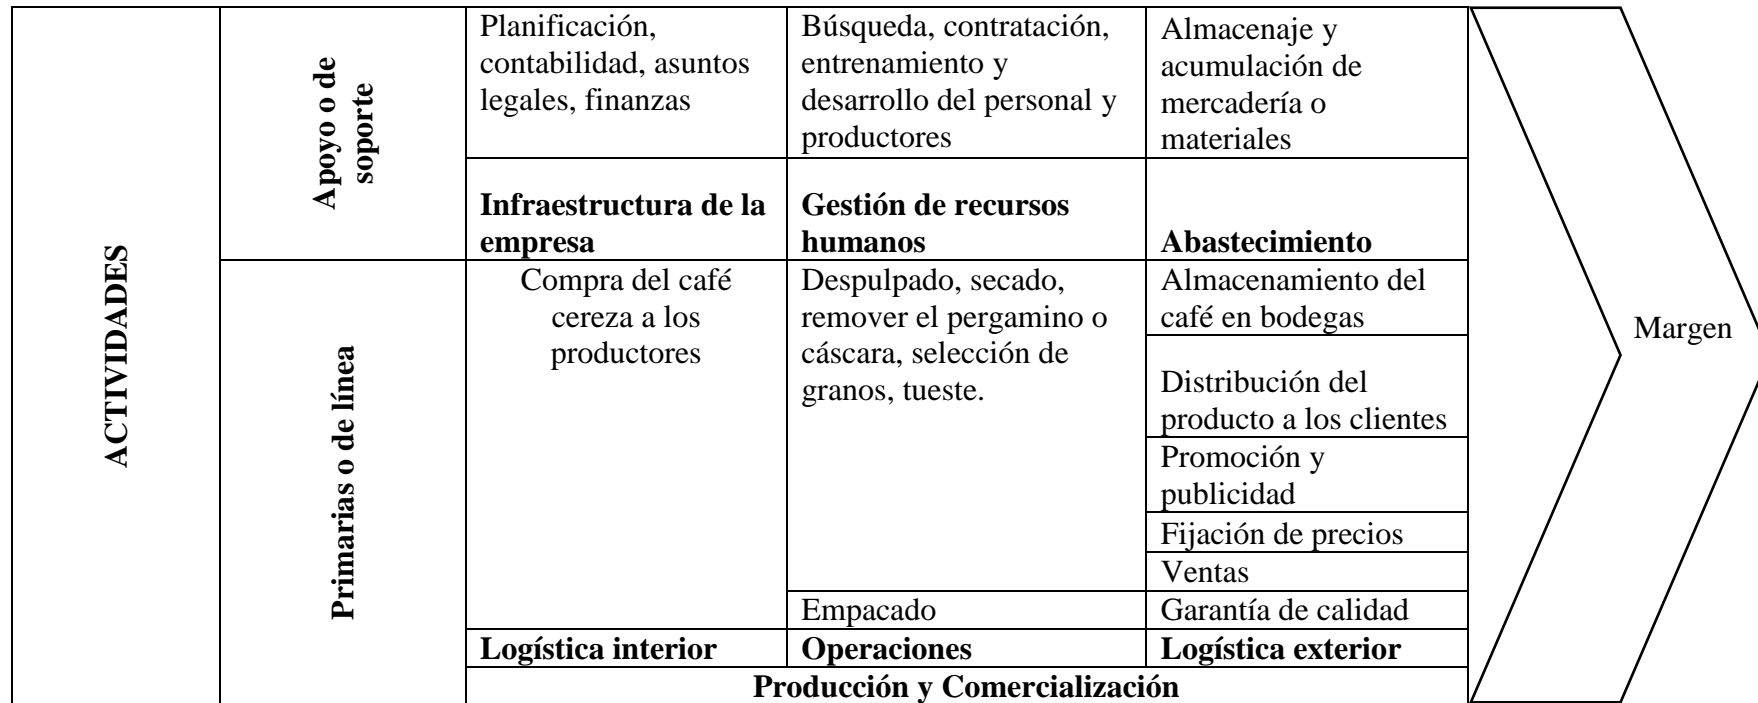 ACTIVIDADES
Apoyo o de
soporte
Planificación,
contabilidad, asuntos
legales, finanzas
Búsqueda, contratación,
entrenamiento y
desarrollo del personal y
productores
Almacenaje y
acumulación de
mercadería o
materiales
Infraestructura de la
empresa
Gestión de recursos
humanos
Abastecimiento
Primarias o de línea
Compra del café
cereza a los
productores
Despulpado, secado,
remover el pergamino o
cáscara, selección de
granos, tueste.
Empacado
Almacenamiento del
café en bodegas
Distribución del
producto a los clientes
Promoción y
publicidad
Fijación de precios
Ventas
Garantía de calidad
Logística interior
Operaciones
Logística exterior
Producción y Comercialización
Margen